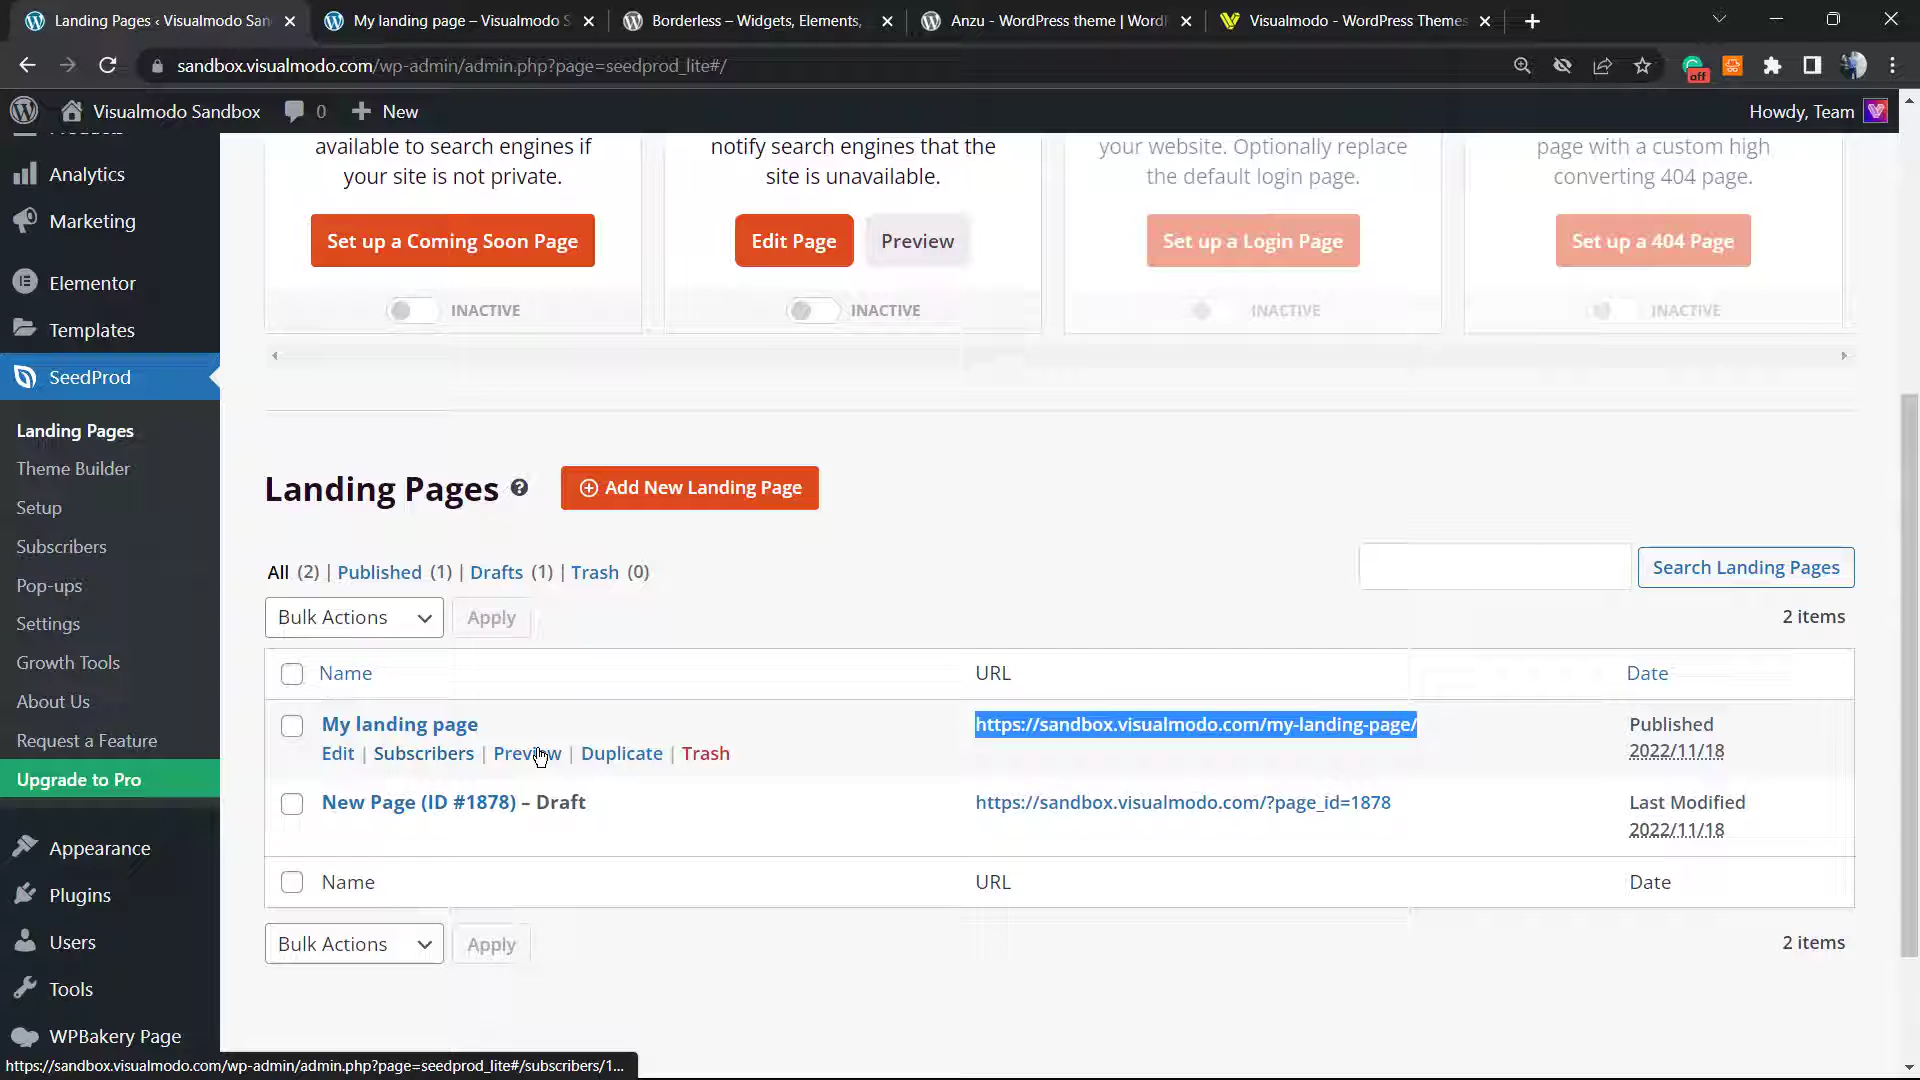 Landing Pages ‹ Visualmodo San
My landing page – Visualmodo S
Borderless – Widgets, Elements,
Anzu - WordPress theme | Word
Visualmodo - WordPress Themes
sandbox.visualmodo.com/wp-admin/admin.php?page=seedprod_lite#/
off
Visualmodo Sandbox
0
New
Howdy, Team
Analytics
Marketing
Elementor
Templates
SeedProd
Landing Pages
Theme Builder
Setup
Subscribers
Pop-ups
Settings
Growth Tools
About Us
Request a Feature
Upgrade to Pro
Appearance
Plugins
Users
Tools
WPBakery Page
available to search engines if
your site is not private.
Set up a Coming Soon Page
INACTIVE
notify search engines that the
site is unavailable.
Edit Page
Preview
INACTIVE
your website. Optionally replace
the default login page.
Set up a Login Page
INACTIVE
page with a custom high
converting 404 page.
Set up a 404 Page
INACTIVE
Landing Pages
Add New Landing Page
All (2) | Published (1) | Drafts (1) | Trash (0)
Search Landing Pages
Bulk Actions
Apply
2 items
Name
URL
Date
My landing page
https://sandbox.visualmodo.com/my-landing-page/
Published
Edit | Subscribers | Preview | Duplicate | Trash
2022/11/18
New Page (ID #1878) – Draft
https://sandbox.visualmodo.com/?page_id=1878
Last Modified
2022/11/18
Name
URL
Date
Bulk Actions
Apply
2 items
https://sandbox.visualmodo.com/wp-admin/admin.php?page=seedprod_lite#/subscribers/1...